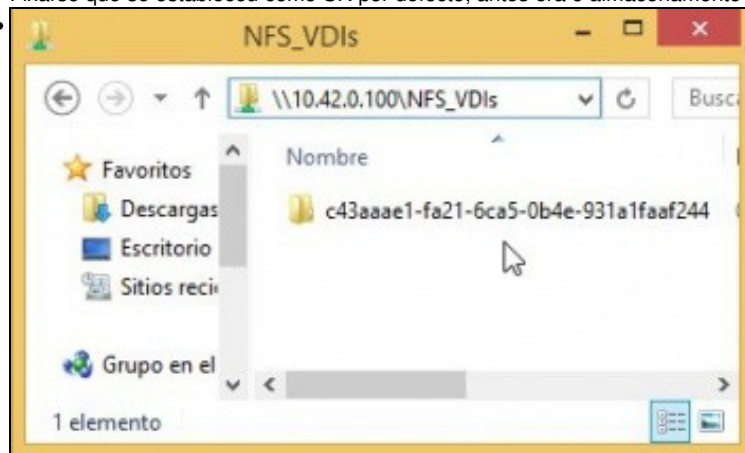 NFS_VDIs
\\10.42.0.100\NFS_VDIs
Busca
Favoritos
Descargas
Escritorio
Sitios reci
Grupo en el
Nombre
c43aaae1-fa21-6ca5-0b4e-931a1faaf244
1 elemento